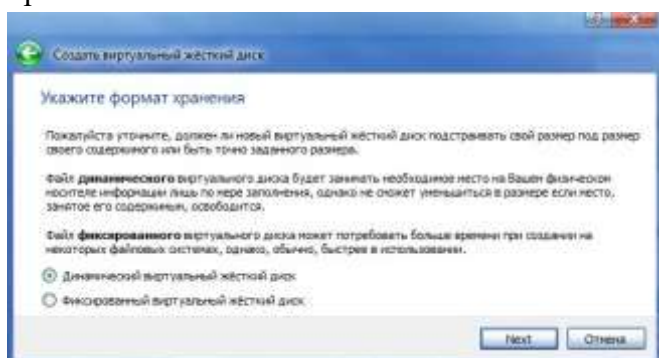 Создать виртуальный жёсткий диск
Укажите формат хранения
Пожалуйста уточните, должен ли новый виртуальный жёсткий диск подстраивать свой размер под размер
своего содержимого или быть точно заданного размера.
Файл динамического виртуального диска будет занимать необходимое место на Вашем физическом
носителе информации лишь по мере заполнения, однако не сможет уменьшиться в размере если место,
занятое его содержимым, освободится.
Файл фиксированного виртуального диска может потребовать больше времени при создании на
некоторых файловых системах, однако, обычно, быстрее в использовании.
Динамический виртуальный жёсткий диск
Фиксированный виртуальный жёсткий диск
Next Отмена